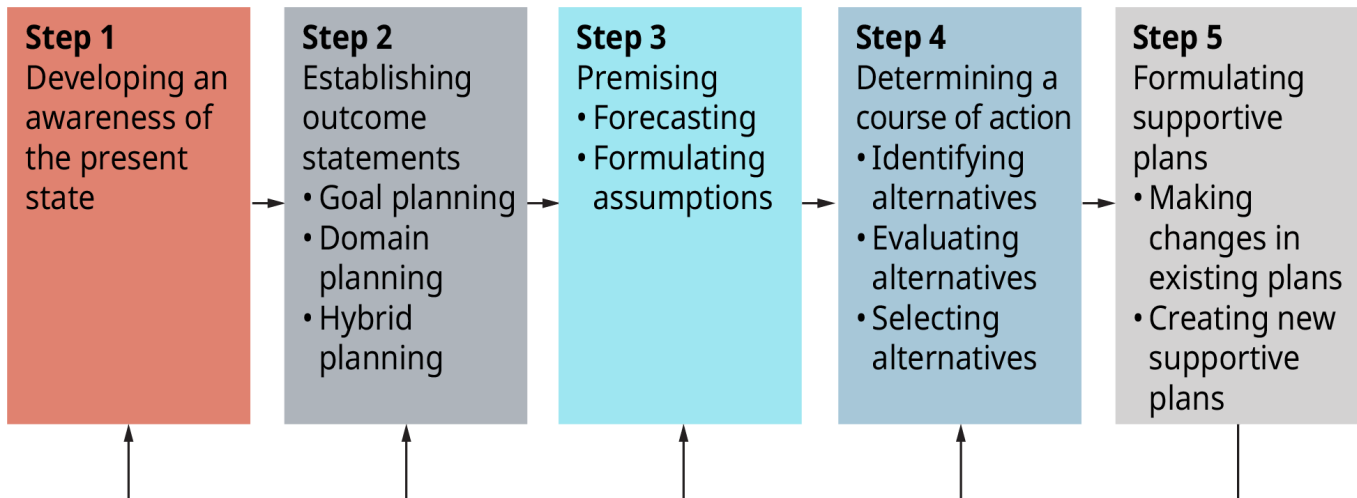 Step 1
Developing an
awareness of
the present
state
Step 2
Establishing
outcome
statements
• Goal planning
• Domain
planning
• Hybrid
planning
Step 3
Premising
• Forecasting
• Formulating
assumptions
Step 4
Determining a
course of action
• Identifying
alternatives
• Evaluating
alternatives
• Selecting
alternatives
Step 5
Formulating
supportive
plans
• Making
changes in
existing plans
• Creating new
supportive
plans